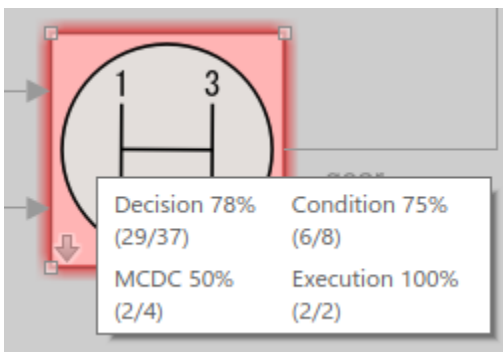 1 3
Decision 78% Condition 75%
(29/37) (6/8)
MCDC 50% Execution 100%
(2/4) (2/2)